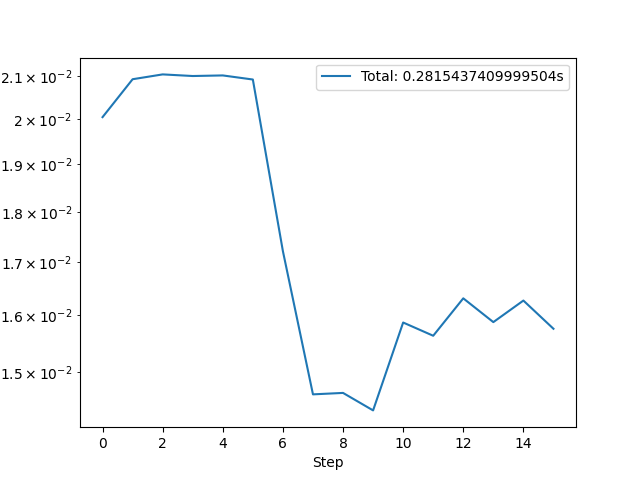 Total: 0.2815437409999504s
2.1 × 10⁻²
2 × 10⁻²
1.9 × 10⁻²
1.8 × 10⁻²
1.7 × 10⁻²
1.6 × 10⁻²
1.5 × 10⁻²
0 2 4 6 8 10 12 14
Step